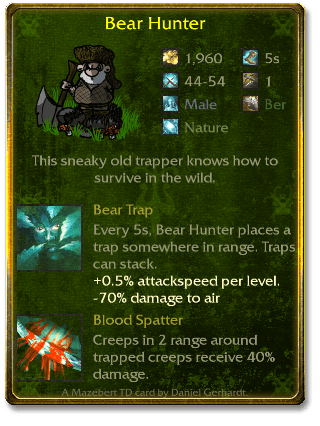 Bear Hunter
1,960
5s
44-54
1
Male
Ber
Nature
This sneaky old trapper knows how to
survive in the wild.
Bear Trap
Every 5s, Bear Hunter places a
trap somewhere in range. Traps
can stack.
+0.5% attackspeed per level.
-70% damage to air
Blood Spatter
Creeps in 2 range around
trapped creeps receive 40%
damage.
A Mazebert TD card by Daniel Gerhardt.